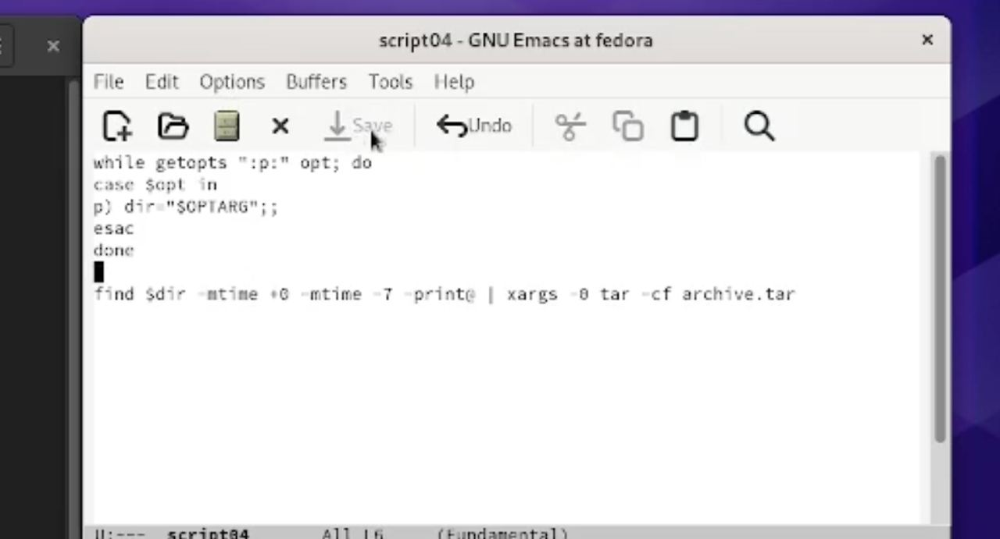 script04 - GNU Emacs at fedora
File Edit Options Buffers Tools Help
Save Undo
while getopts ":p:" opt; do
case $opt in
p) dir="$OPTARG";;
esac
done
find $dir -mtime +0 -mtime -7 -print0 | xargs -0 tar -cf archive.tar
U:--- script04 All L6 (Fundamental)